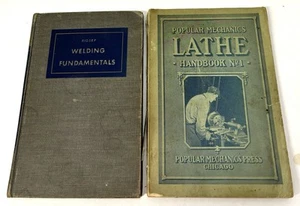 WELDING
FUNDAMENTALS
POPULAR MECHANICS
LATHE
HANDBOOK No 1
POPULAR MECHANICS PRESS
CHICAGO